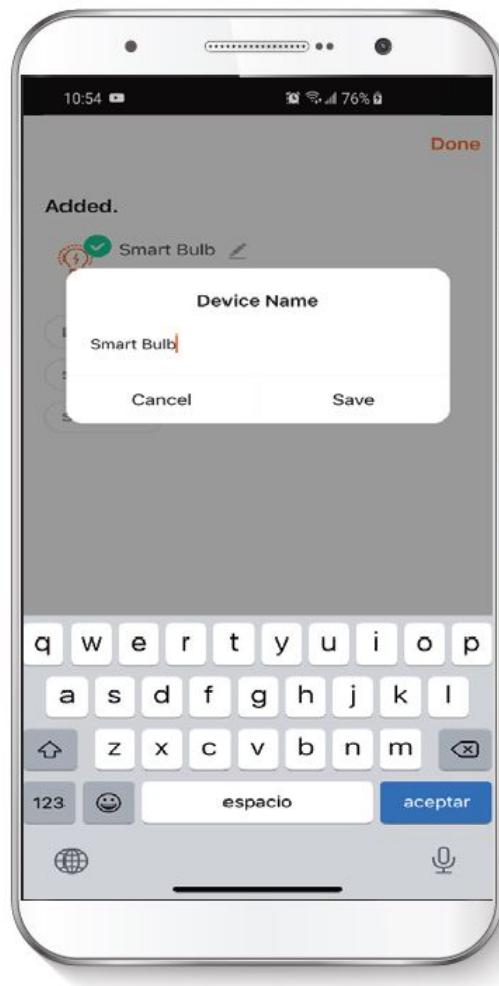 10:54 76%
Done
Added.
Smart Bulb
Device Name
Smart Bulb
Cancel Save
q w e r t y u i o p
a s d f g h j k l
z x c v b n m
123 espacio aceptar